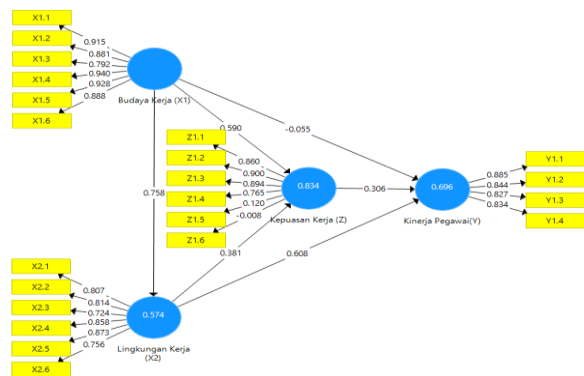 X1.1
X1.2
X1.3
X1.4
X1.5
X1.6
0.915
0.881
0.792
0.940
0.928
0.888
Budaya Kerja (X1)
0.590
-0.055
0.758
Z1.1
Z1.2
Z1.3
Z1.4
Z1.5
Z1.6
0.860
0.900
0.894
0.765
0.120
-0.008
0.834
Kepuasan Kerja (Z)
0.306
0.696
Kinerja Pegawai(Y)
0.885
0.844
0.827
0.834
Y1.1
Y1.2
Y1.3
Y1.4
0.381
0.608
X2.1
X2.2
X2.3
X2.4
X2.5
X2.6
0.807
0.814
0.724
0.858
0.873
0.756
0.574
Lingkungan Kerja
(X2)